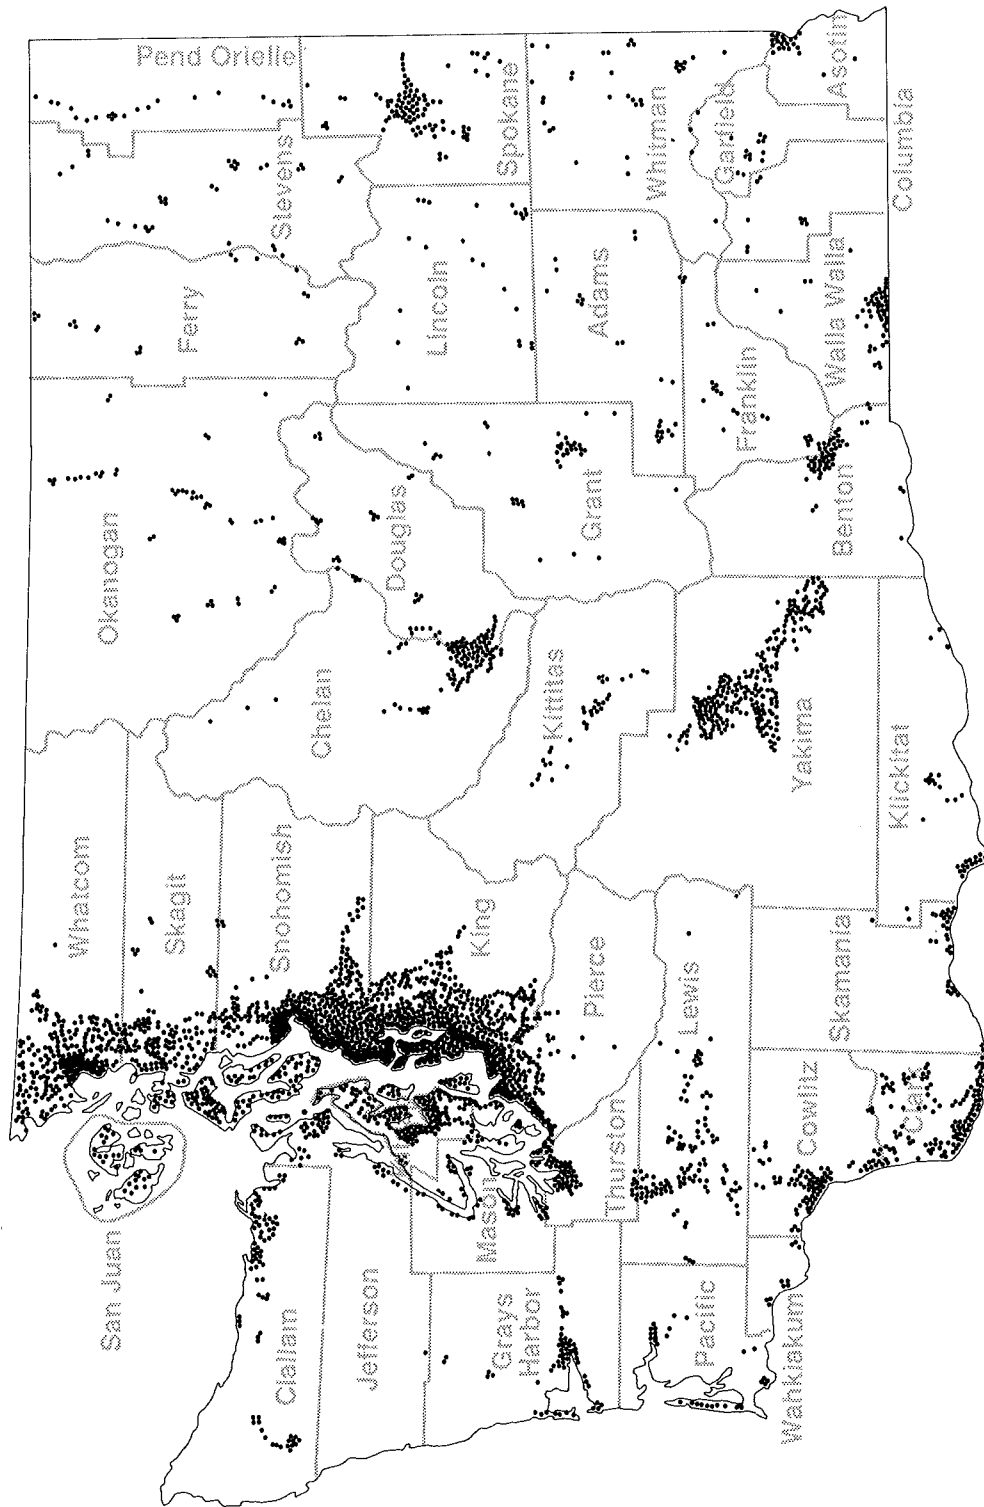 San Juan
Whatcom
Skagit
Snohomish
King
Pierce
Lewis
Thurston
Mason
Clallam
Jefferson
Grays
Harbor
Pacific
Wahkiakum
Cowlitz
Clark
Skamania
Klickitat
Yakima
Kittitas
Chelan
Okanogan
Douglas
Grant
Benton
Franklin
Walla Walla
Adams
Lincoln
Ferry
Stevens
Pend Orielle
Spokane
Whitman
Garfield
Columbia
Asotin